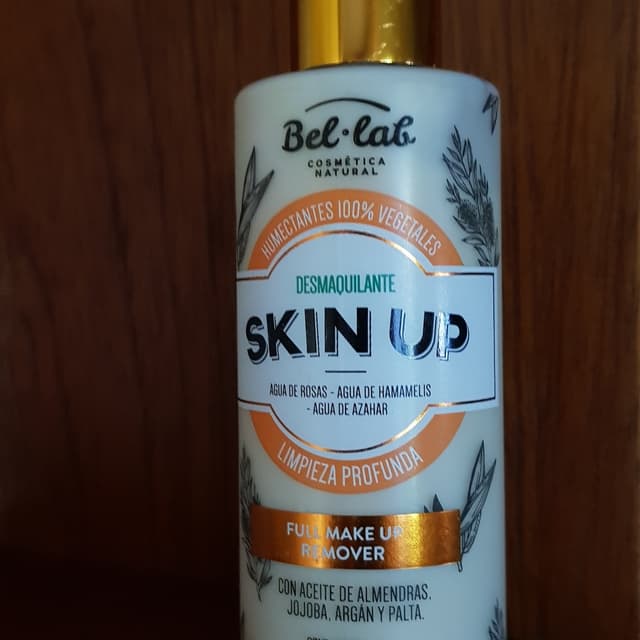 Bel·lab
COSMÉTICA
NATURAL
HUMECTANTES 100% VEGETALES
DESMAQUILANTE
SKIN UP
AGUA DE ROSAS - AGUA DE HAMAMELIS
- AGUA DE AZAHAR
LIMPIEZA PROFUNDA
FULL MAKE UP
REMOVER
CON ACEITE DE ALMENDRAS,
JOJOBA, ARGÁN Y PALTA.